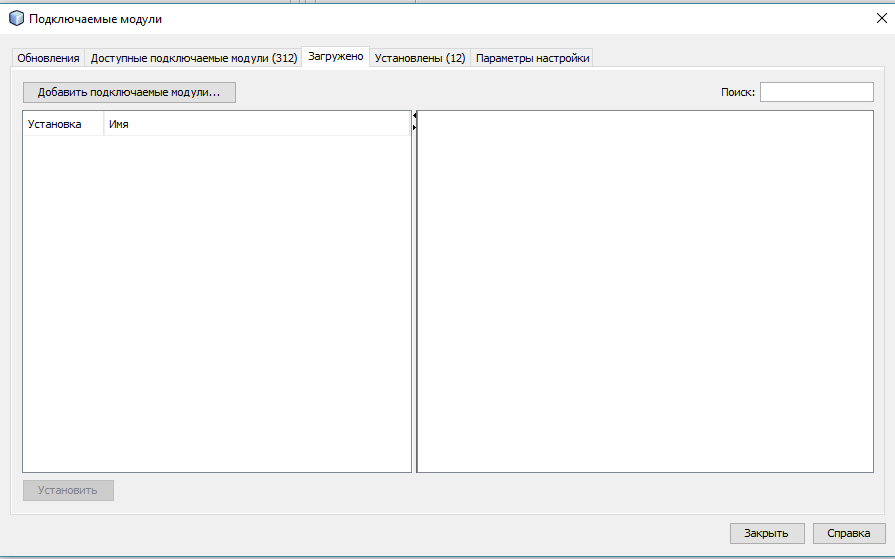 Подключаемые модули
Обновления Доступные подключаемые модули (312) Загружено Установлены (12) Параметры настройки
Добавить подключаемые модули... Поиск:
Установка Имя
Установить
Закрыть Справка